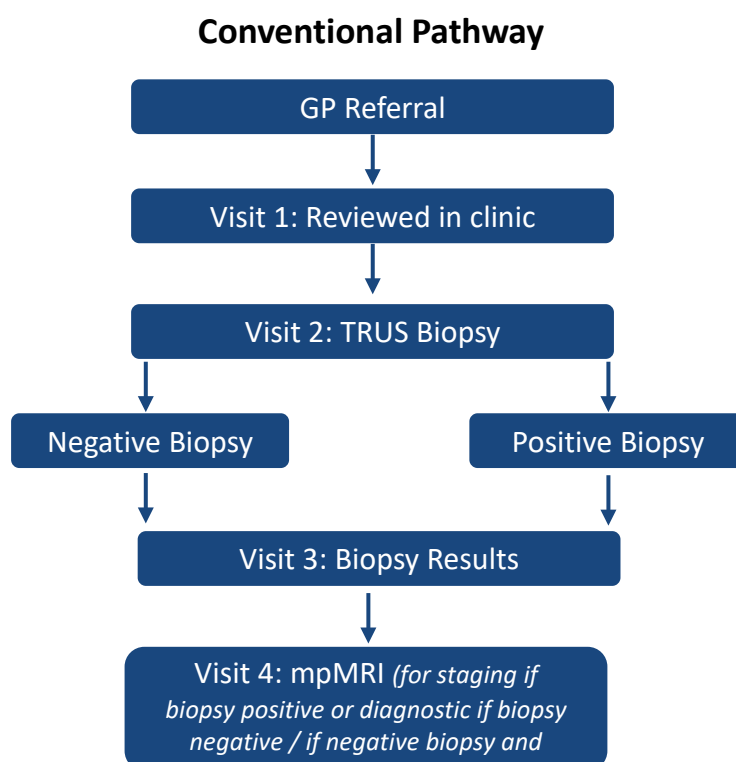 Conventional Pathway
GP Referral
Visit 1: Reviewed in clinic
Visit 2: TRUS Biopsy
Negative Biopsy
Positive Biopsy
Visit 3: Biopsy Results
Visit 4: mpMRI (for staging if
biopsy positive or diagnostic if biopsy
negative / if negative biopsy and